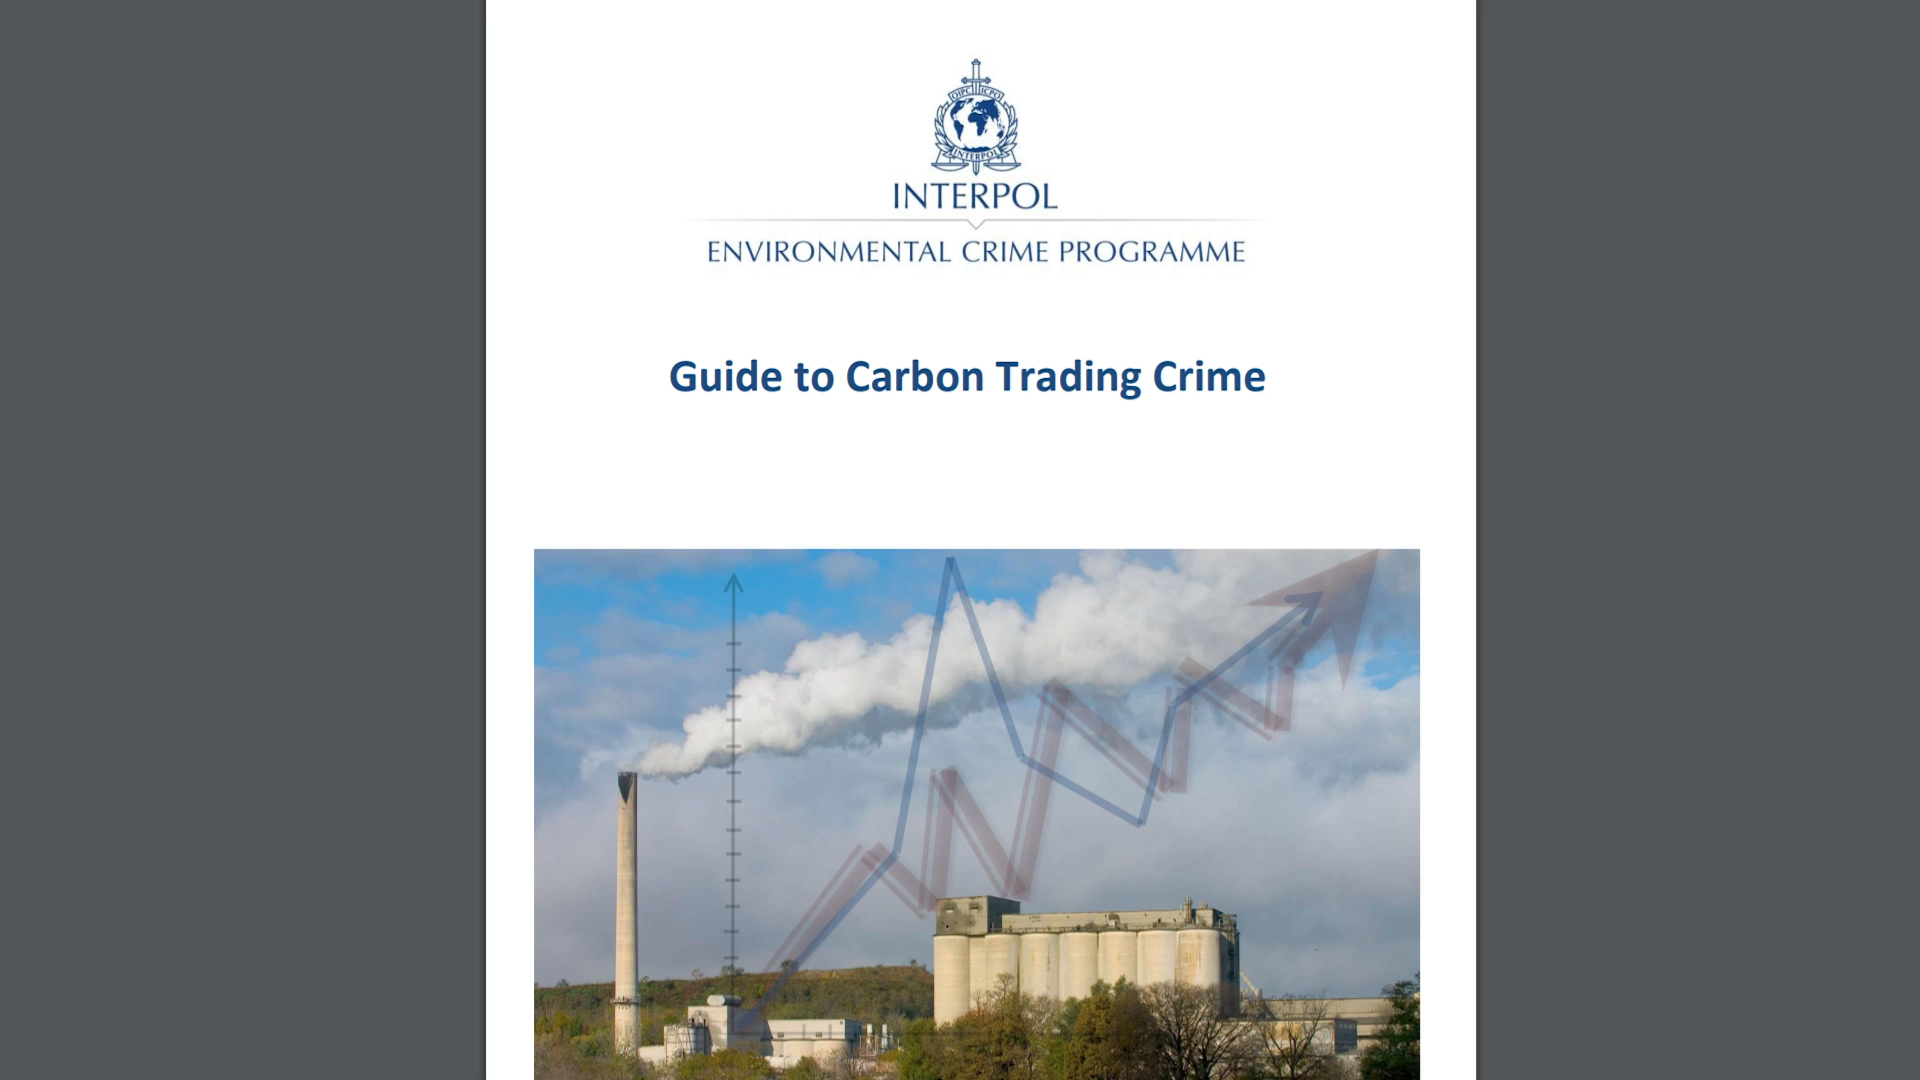 OIPC ICPO
INTERPOL
INTERPOL
ENVIRONMENTAL CRIME PROGRAMME
Guide to Carbon Trading Crime